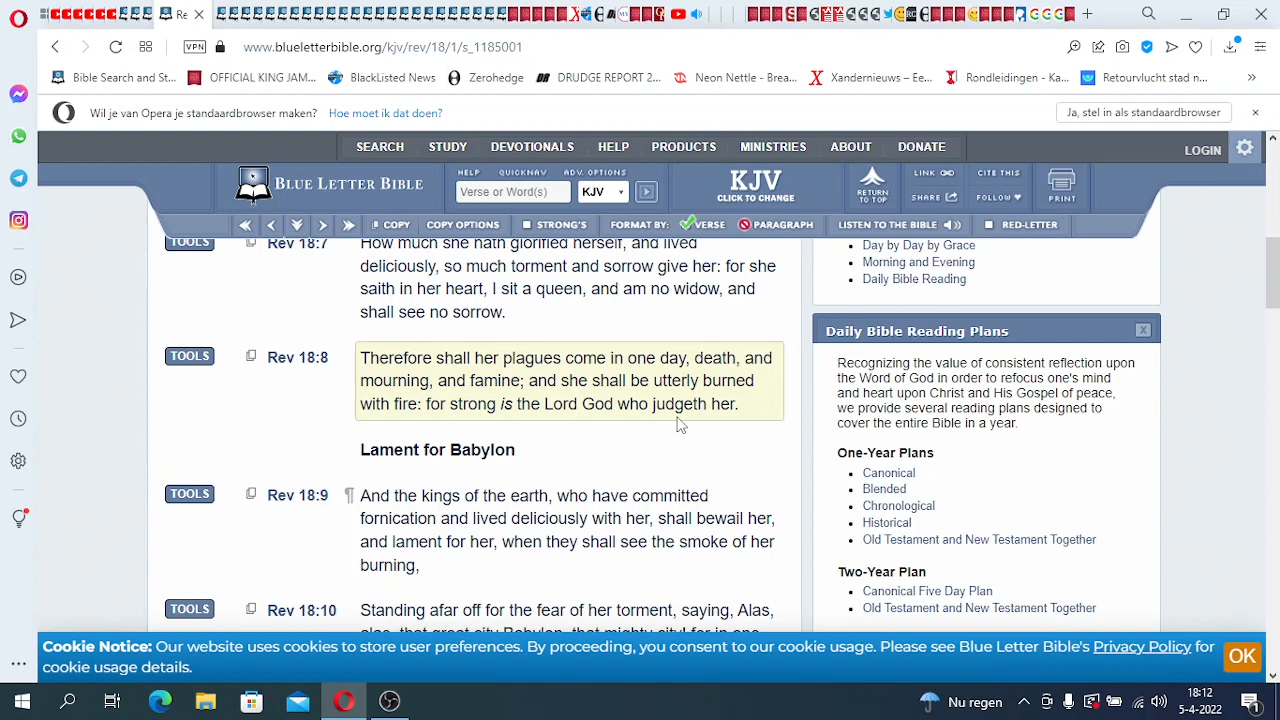 Re
www.blueletterbible.org/kjv/rev/18/1/s_1185001
VPN
Bible Search and St...
OFFICIAL KING JAM...
BlackListed News
Zerohedge
DRUDGE REPORT 2...
Neon Nettle - Brea...
Xandernieuws – Ee...
Rondleidingen - Ka...
Retourvlucht stad n...
Wil je van Opera je standaardbrowser maken?
Hoe moet ik dat doen?
Ja, stel in als standaardbrowser
SEARCH
STUDY
DEVOTIONALS
HELP
PRODUCTS
MINISTRIES
ABOUT
DONATE
LOGIN
BLUE LETTER BIBLE
HELP
QUICKNAV
ADV. OPTIONS
Verse or Word(s)
KJV
KJV
CLICK TO CHANGE
RETURN
TO TOP
LINK
SHARE
CITE THIS
FOLLOW
PRINT
COPY
COPY OPTIONS
STRONG'S
FORMAT BY:
VERSE
PARAGRAPH
LISTEN TO THE BIBLE
RED-LETTER
TOOLS
Rev 18:7
How much she hath glorified herself, and lived
deliciously, so much torment and sorrow give her: for she
saith in her heart, I sit a queen, and am no widow, and
shall see no sorrow.
TOOLS
Rev 18:8
Therefore shall her plagues come in one day, death, and
mourning, and famine; and she shall be utterly burned
with fire: for strong is the Lord God who judgeth her.
Lament for Babylon
TOOLS
Rev 18:9
¶ And the kings of the earth, who have committed
fornication and lived deliciously with her, shall bewail her,
and lament for her, when they shall see the smoke of her
burning,
TOOLS
Rev 18:10
Standing afar off for the fear of her torment, saying, Alas,
alas, that great city Babylon, that mighty city! for in one
Day by Day by Grace
Morning and Evening
Daily Bible Reading
Daily Bible Reading Plans
Recognizing the value of consistent reflection upon
the Word of God in order to refocus one's mind
and heart upon Christ and His Gospel of peace,
we provide several reading plans designed to
cover the entire Bible in a year.
One-Year Plans
Canonical
Blended
Chronological
Historical
Old Testament and New Testament Together
Two-Year Plan
Canonical Five Day Plan
Old Testament and New Testament Together
Cookie Notice: Our website uses cookies to store user preferences. By proceeding, you consent to our cookie usage. Please see Blue Letter Bible's Privacy Policy for
cookie usage details.
OK
Nu regen
18:12
5-4-2022